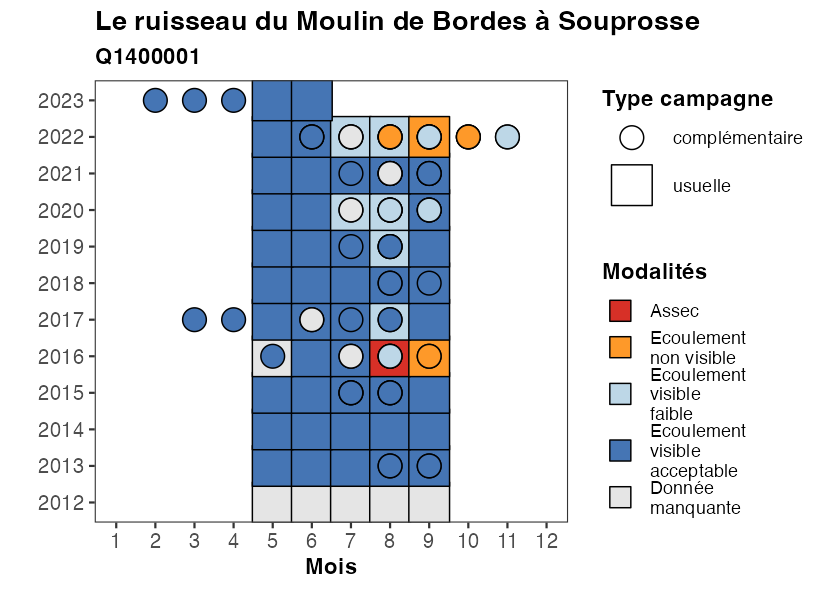 Le ruisseau du Moulin de Bordes à Souprosse
Q1400001
2023
2022
2021
2020
2019
2018
2017
2016
2015
2014
2013
2012
1 2 3 4 5 6 7 8 9 10 11 12
Mois
Type campagne
complémentaire
usuelle
Modalités
Assec
Ecoulement
non visible
Ecoulement
visible
faible
Ecoulement
visible
acceptable
Donnée
manquante